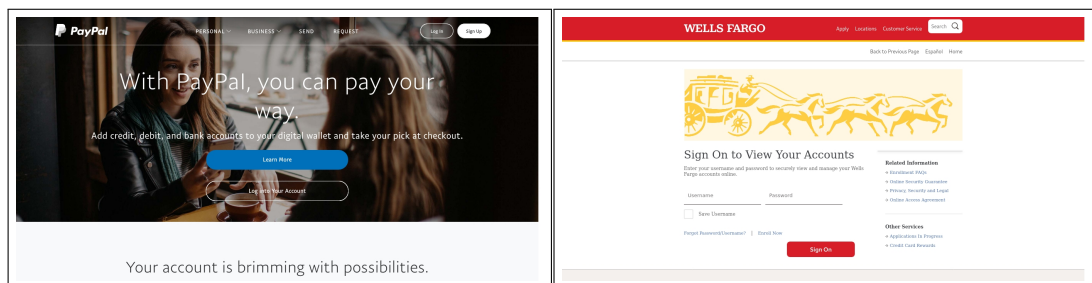 PayPal
PERSONAL BUSINESS SEND REQUEST
Log In Sign Up
With PayPal, you can pay your
way.
Add credit, debit, and bank accounts to your digital wallet and take your pick at checkout.
Learn More
Log into Your Account
Your account is brimming with possibilities.
WELLS FARGO
Apply Locations Customer Service Search
Back to Previous Page Español Home
Sign On to View Your Accounts
Enter your username and password to securely view and manage your Wells
Fargo accounts online.
Username Password
Save Username
Forgot Password/Username? | Enroll Now
Sign On
Related Information
» Enrollment FAQs
» Online Security Guarantee
» Privacy, Security and Legal
» Online Access Agreement
Other Services
» Applications In Progress
» Credit Card Rewards